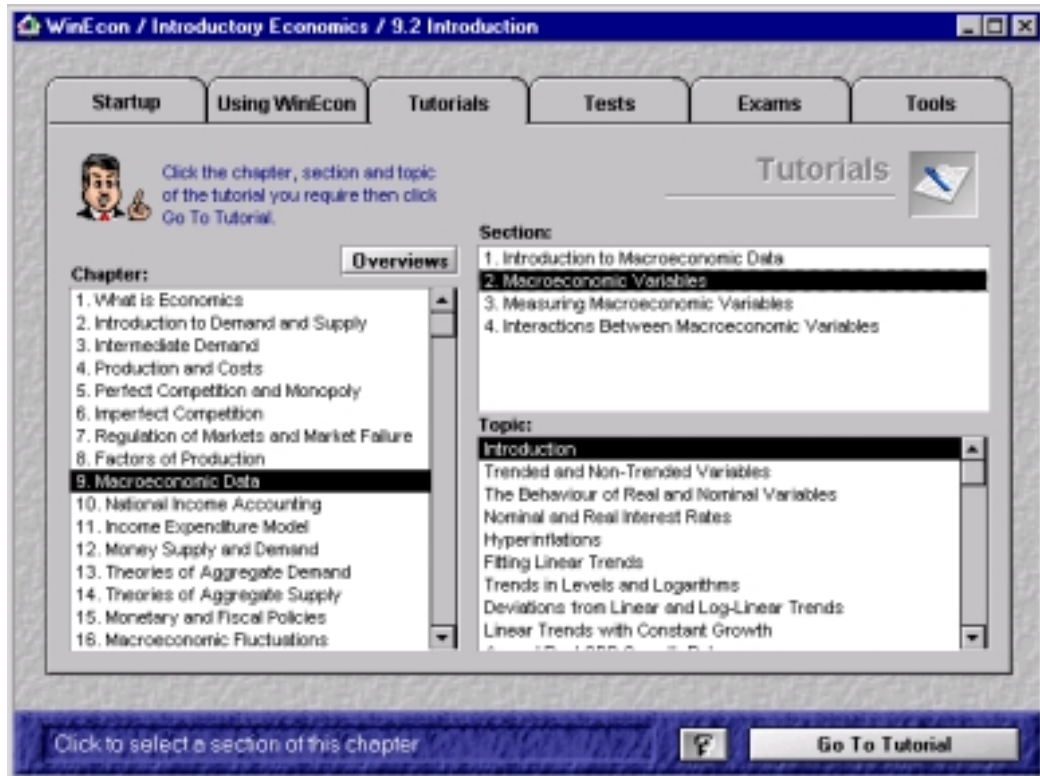 WinEcon / Introductory Economics / 9.2 Introduction
Startup
Using WinEcon
Tutorials
Tests
Exams
Tools
Click the chapter, section and topic
of the tutorial you require then click
Go To Tutorial.
Tutorials
Overviews
Chapter:
1. What is Economics
2. Introduction to Demand and Supply
3. Intermediate Demand
4. Production and Costs
5. Perfect Competition and Monopoly
6. Imperfect Competition
7. Regulation of Markets and Market Failure
8. Factors of Production
9. Macroeconomic Data
10. National Income Accounting
11. Income Expenditure Model
12. Money Supply and Demand
13. Theories of Aggregate Demand
14. Theories of Aggregate Supply
15. Monetary and Fiscal Policies
16. Macroeconomic Fluctuations
Section:
1. Introduction to Macroeconomic Data
2. Macroeconomic Variables
3. Measuring Macroeconomic Variables
4. Interactions Between Macroeconomic Variables
Topic:
Introduction
Trended and Non-Trended Variables
The Behaviour of Real and Nominal Variables
Nominal and Real Interest Rates
Hyperinflations
Fitting Linear Trends
Trends in Levels and Logarithms
Deviations from Linear and Log-Linear Trends
Linear Trends with Constant Growth
Click to select a section of this chapter
?
Go To Tutorial